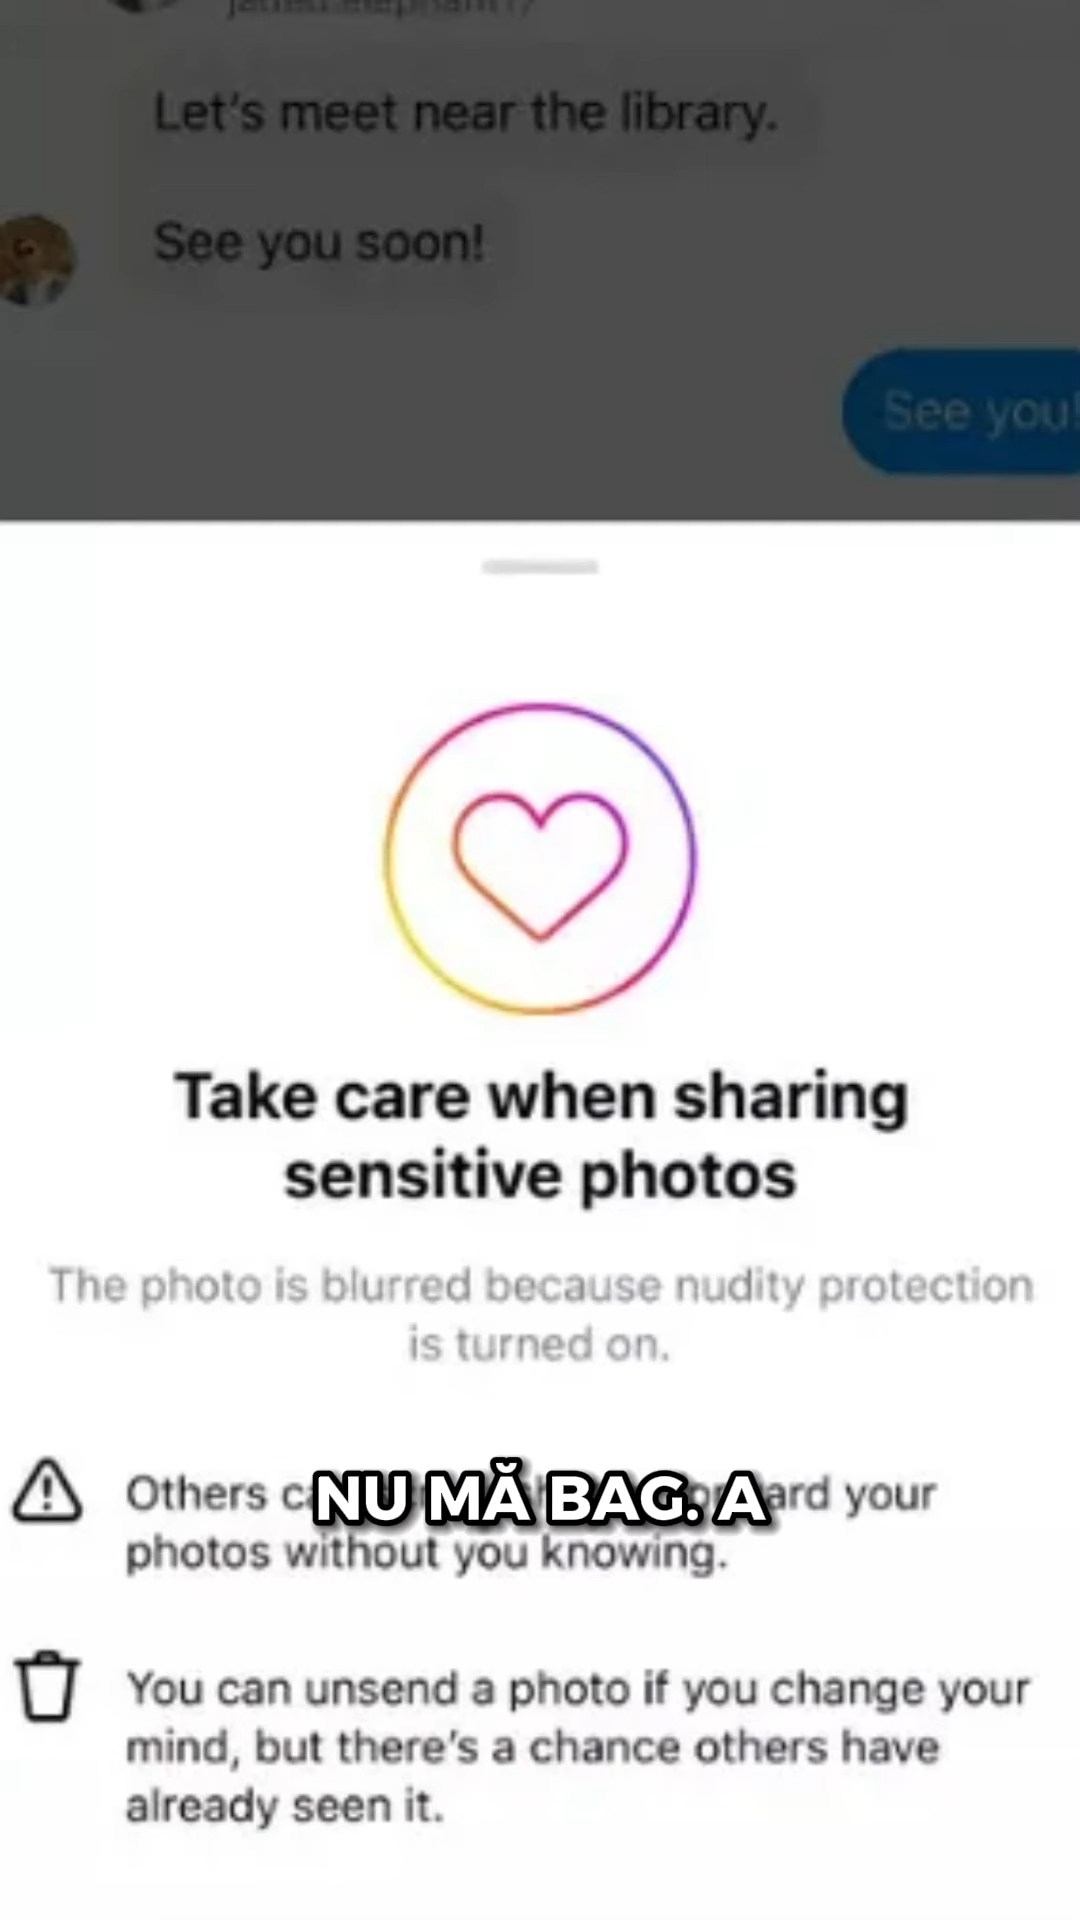 Let's meet near the library.
See you soon!
See you!
Take care when sharing
sensitive photos
The photo is blurred because nudity protection
is turned on.
Others your
NU MĂ BAG. A
photos without you knowing.
You can unsend a photo if you change your
mind, but there's a chance others have
already seen it.